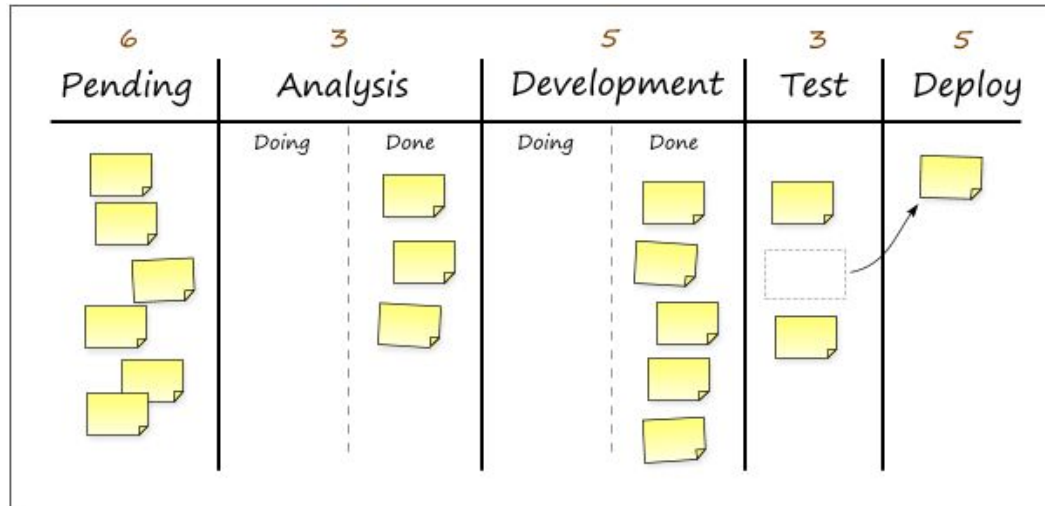 6 3 5 3 5
Pending Analysis Development Test Deploy
Doing Done Doing Done